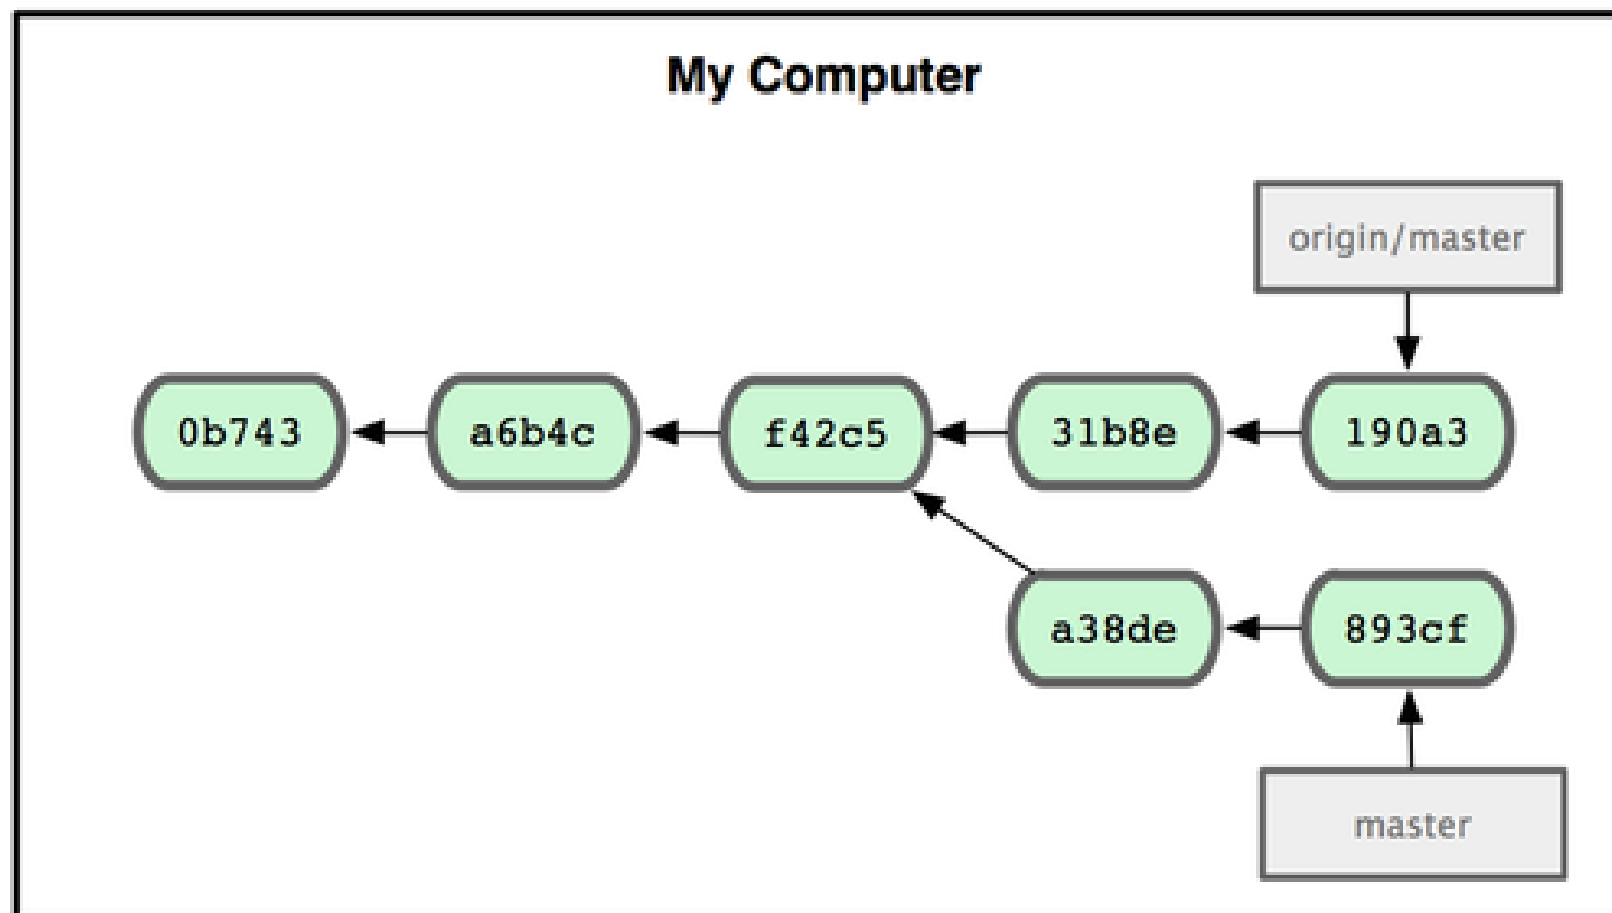 My Computer
origin/master
0b743
a6b4c
f42c5
31b8e
190a3
a38de
893cf
master